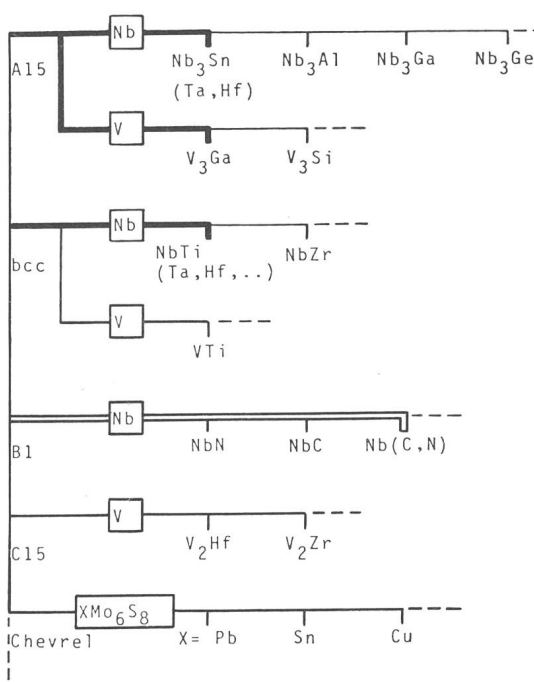 Nb
A15 Nb₃Sn Nb₃Al Nb₃Ga Nb₃Ge
(Ta,Hf)
V
V₃Ga V₃Si
Nb
bcc NbTi NbZr
(Ta,Hf,..)
V
VTi
Nb
B1 NbN NbC Nb(C,N)
V
C15 V₂Hf V₂Zr
XMo₆S₈
Chevrel X= Pb Sn Cu